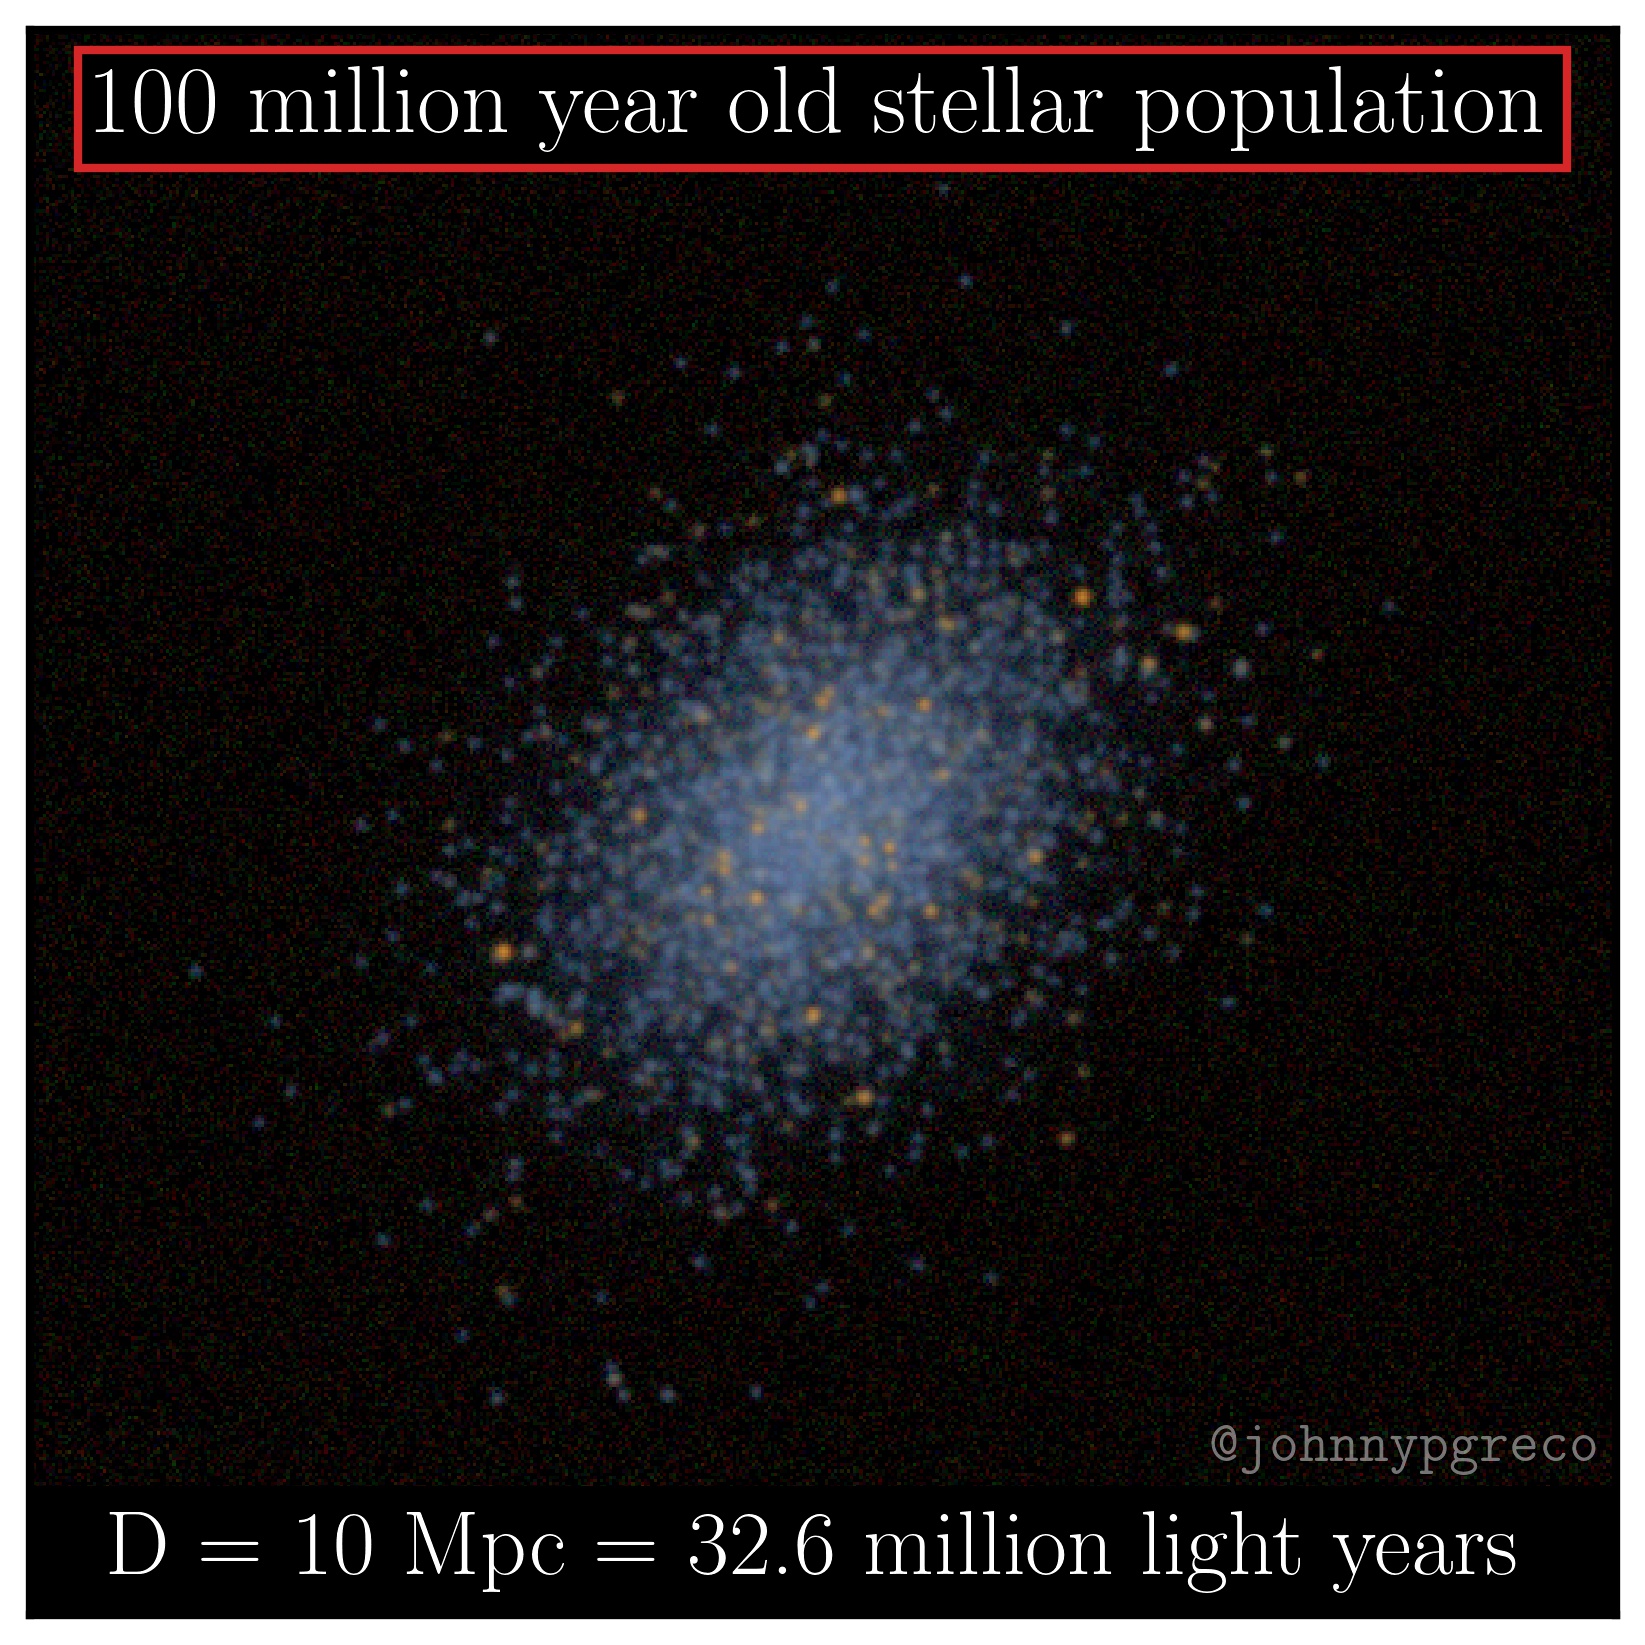 100 million year old stellar population
@johnnypgreco
D = 10 Mpc = 32.6 million light years